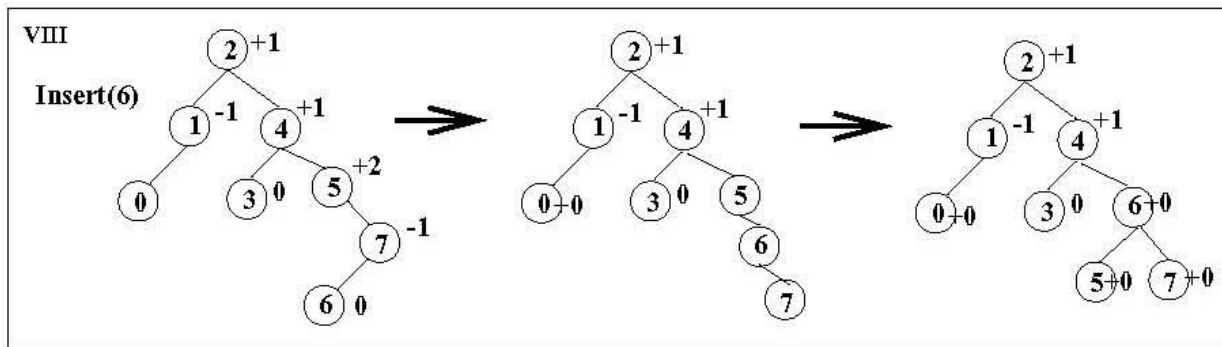 VIII
Insert(6)
2 +1
1 -1 4 +1
0 3 0 5 +2
7 -1
6 0
2 +1
1 -1 4 +1
0 +0 3 0 5
6
7
2 +1
1 -1 4 +1
0 +0 3 0 6 +0
5 +0 7 +0